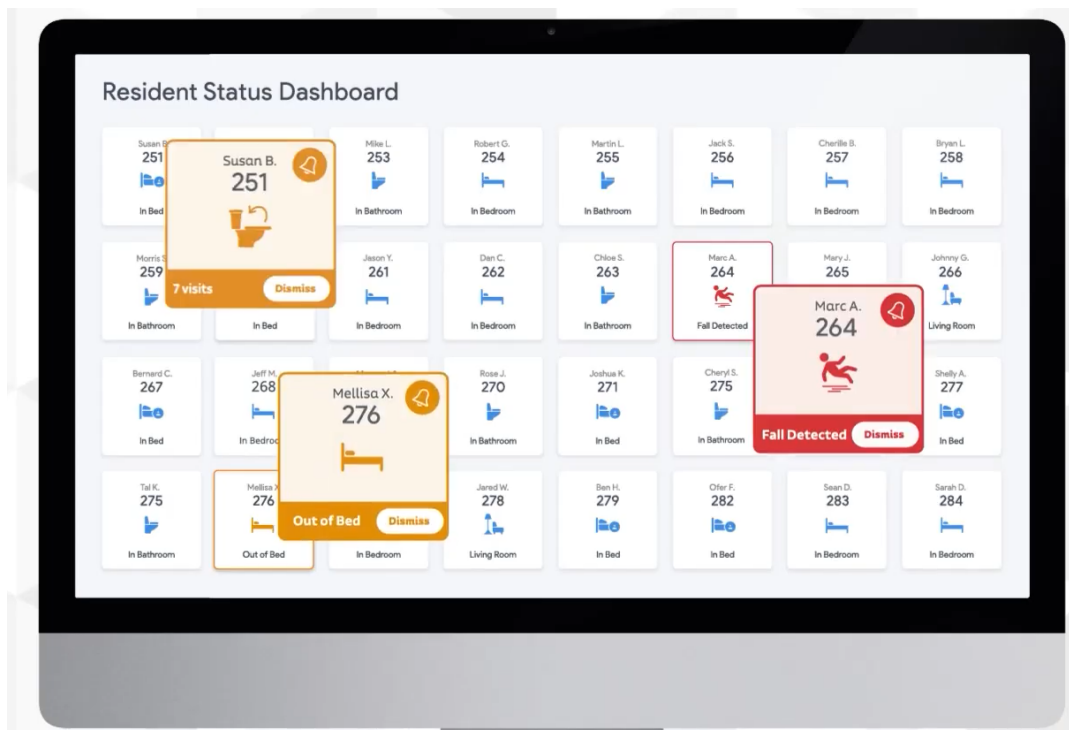 Resident Status Dashboard
Susan B.
251
In Bed
Susan B.
251
7 visits
Dismiss
Mike L.
253
In Bathroom
Robert G.
254
In Bedroom
Martin L.
255
In Bathroom
Jack S.
256
In Bedroom
Cherille B.
257
In Bedroom
Bryan L.
258
In Bedroom
Morris
259
In Bathroom
In Bed
Jason Y.
261
In Bedroom
Dan C.
262
In Bedroom
Chloe S.
263
In Bathroom
Marc A.
264
Fall Detected
Mary J.
265
Marc A.
264
Fall Detected
Dismiss
Johnny G.
266
Living Room
Bernard C.
267
In Bed
Jeff M.
268
In Bedroo
Mellisa X.
276
Out of Bed
Dismiss
Rose J.
270
In Bathroom
Joshua K.
271
In Bed
Cheryl S.
275
In Bathroom
Shelly A.
277
In Bed
Tal K.
275
In Bathroom
Mellisa X
276
Out of Bed
In Bedroom
Jared W.
278
Living Room
Ben H.
279
In Bed
Ofer F.
282
In Bed
Sean D.
283
In Bedroom
Sarah D.
284
In Bedroom